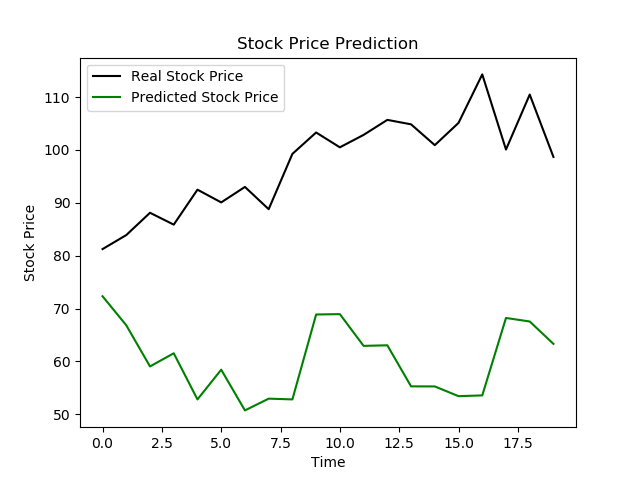 Stock Price Prediction
Real Stock Price
Predicted Stock Price
Stock Price
110
100
90
80
70
60
50
0.0 2.5 5.0 7.5 10.0 12.5 15.0 17.5
Time